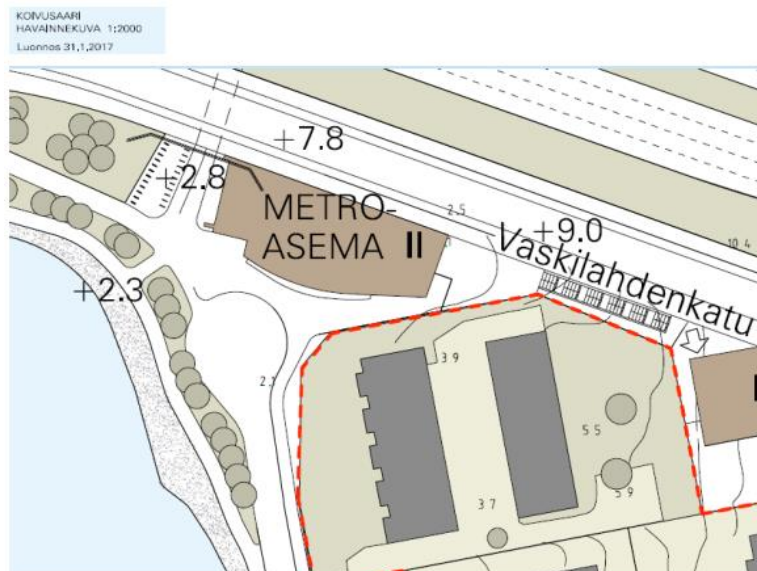 KOIVUSAARI
HAVAINNEKUVA 1:2000
Luonnos 31.1.2017
+7.8
+2.8
METRO-
ASEMA II
2.5
+9.0
10 4
Vaskilahdenkatu
+2.3
2.1
3 9
5 5
5 9
3 7